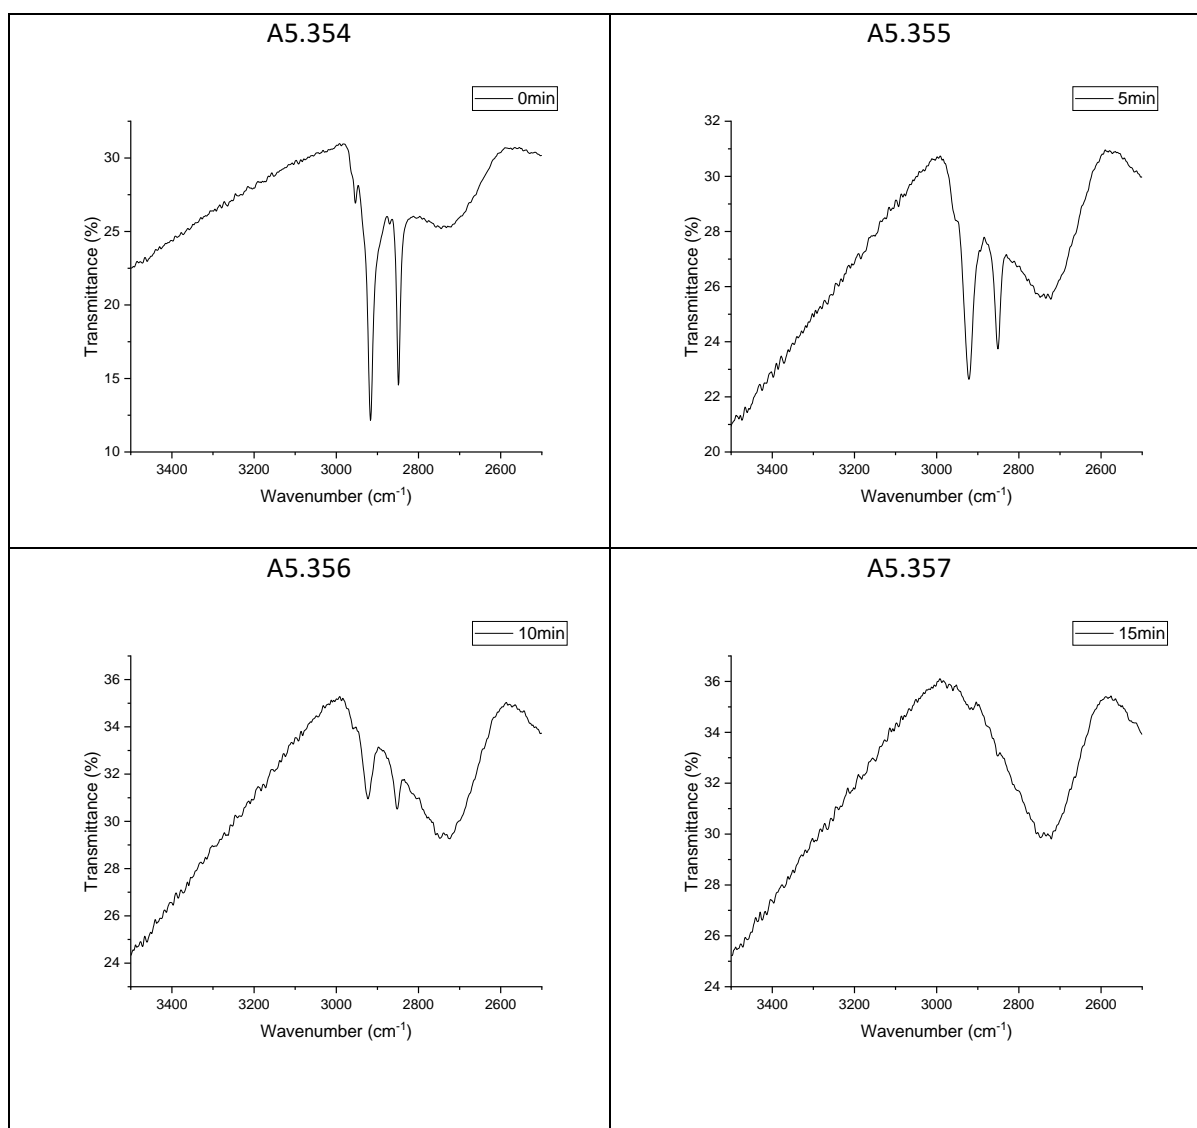 A5.354
0min
30
25
20
15
10
3400 3200 3000 2800 2600
Transmittance (%)
Wavenumber (cm-1)
A5.355
5min
32
30
28
26
24
22
20
3400 3200 3000 2800 2600
Transmittance (%)
Wavenumber (cm-1)
A5.356
10min
36
34
32
30
28
26
24
3400 3200 3000 2800 2600
Transmittance (%)
Wavenumber (cm-1)
A5.357
15min
36
34
32
30
28
26
24
3400 3200 3000 2800 2600
Transmittance (%)
Wavenumber (cm-1)